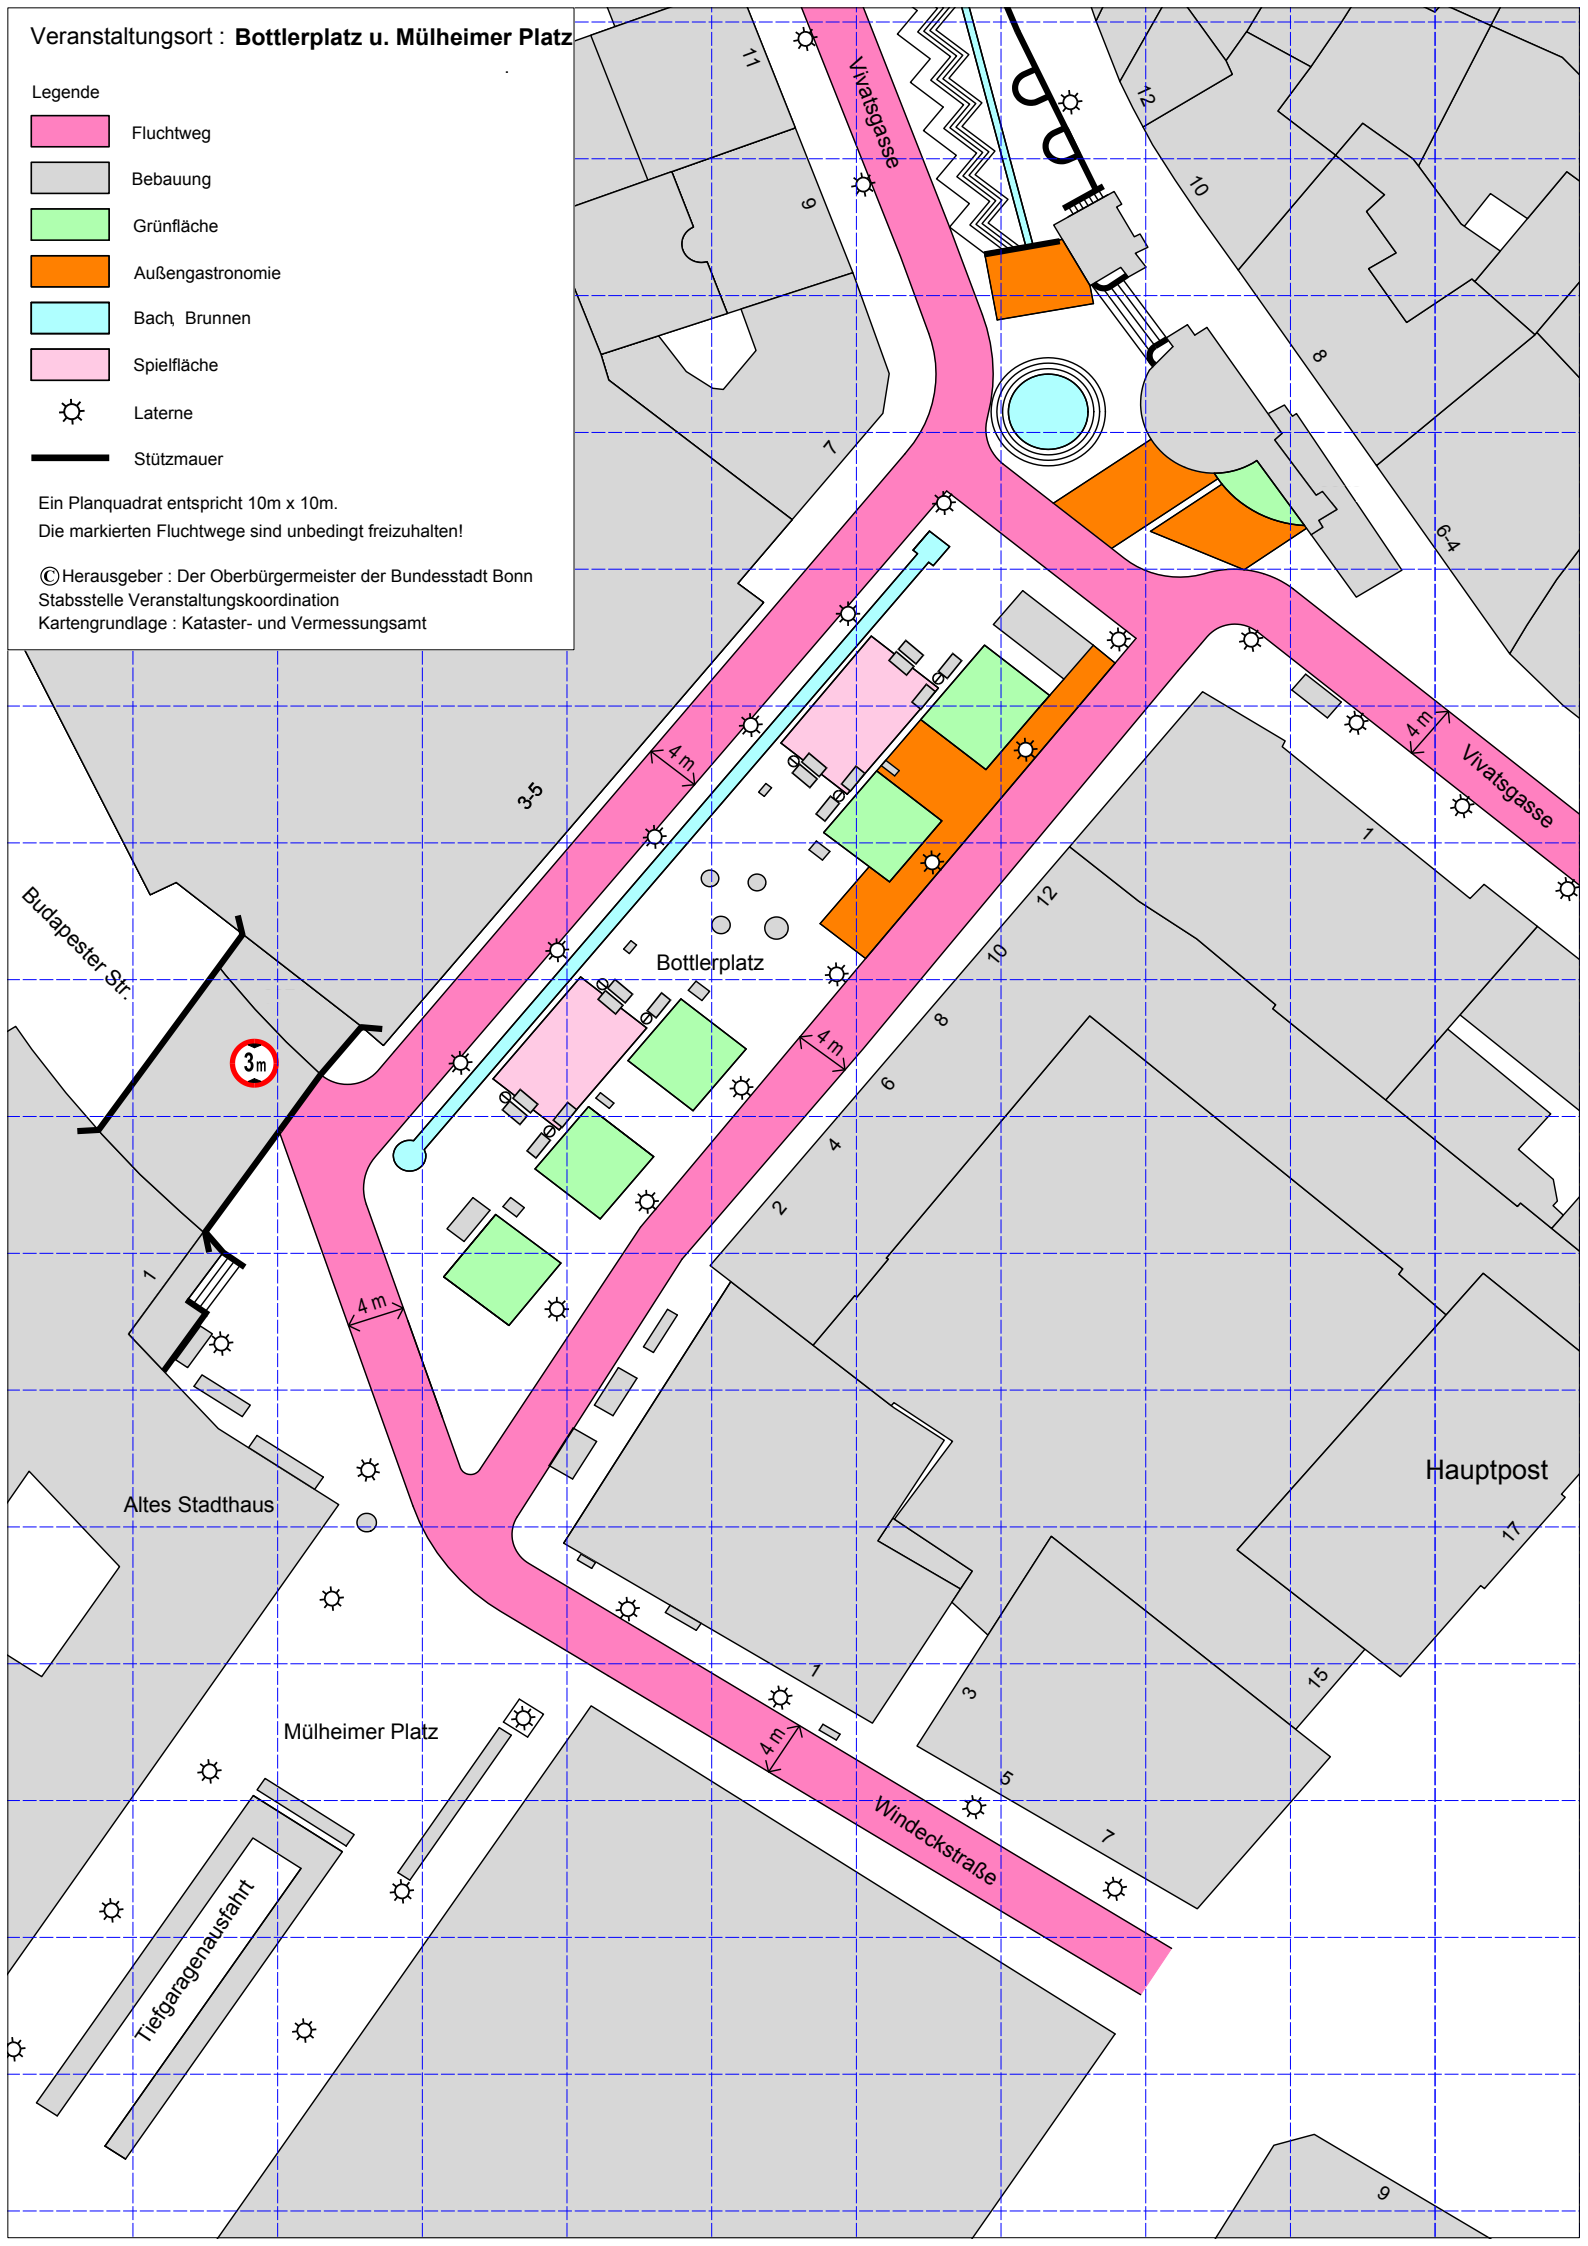 Veranstaltungsort : Bottlerplatz u. Mülheimer Platz
Legende
Fluchtweg
Bebauung
Grünfläche
Außengastronomie
Bach, Brunnen
Spielfläche
Laterne
Stützmauer
Ein Planquadrat entspricht 10m x 10m.
Die markierten Fluchtwege sind unbedingt freizuhalten!
© Herausgeber : Der Oberbürgermeister der Bundesstadt Bonn
Stabsstelle Veranstaltungskoordination
Kartengrundlage : Kataster- und Vermessungsamt
11
Vivatsgasse
12
9
10
8
7
6-4
4 m
4 m
Vivatsgasse
3-5
1
12
Budapester Str.
10
Bottlerplatz
8
3 m
4 m
6
4
2
1
4 m
Hauptpost
Altes Stadthaus
17
1
3
15
Mülheimer Platz
4 m
5
Windeckstraße
7
Tiefgaragenausfahrt
9